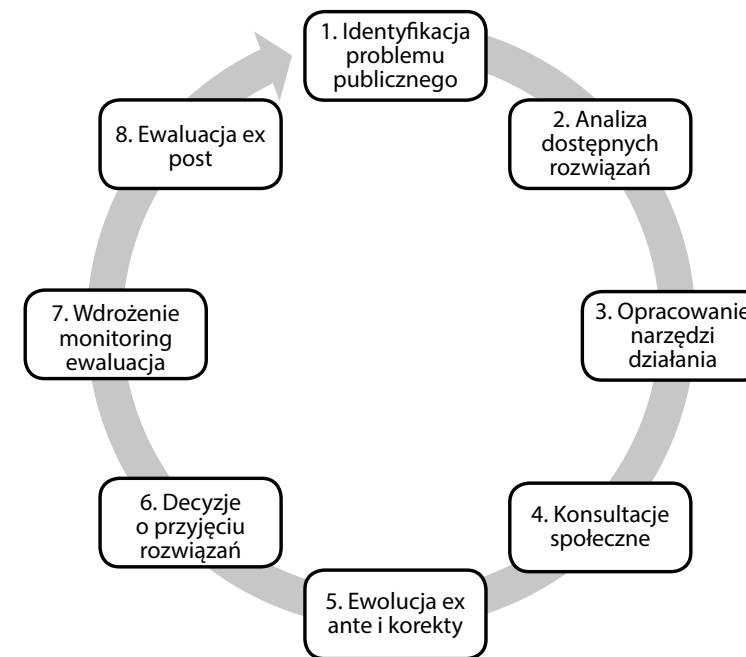 1. Identyfikacja
problemu
publicznego
2. Analiza
dostępnych
rozwiązań
3. Opracowanie
narzędzi
działania
4. Konsultacje
społeczne
5. Ewolucja ex
ante i korekty
6. Decyzje
o przyjęciu
rozwiązań
7. Wdrożenie
monitoring
ewaluacja
8. Ewaluacja ex
post